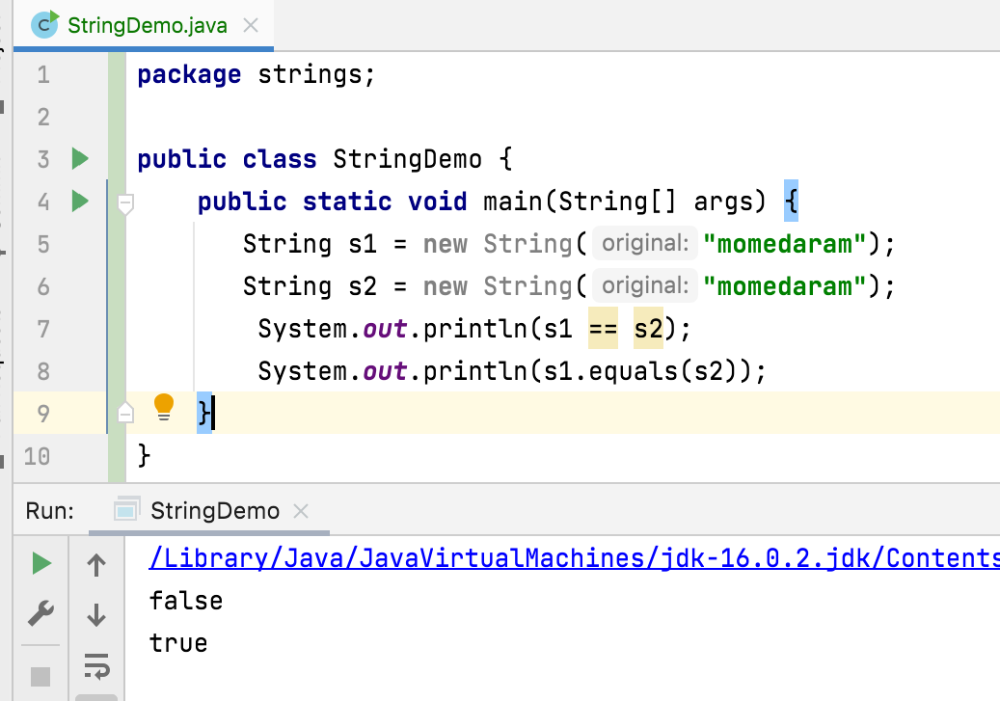 StringDemo.java
1 package strings;
2
3 public class StringDemo {
4 public static void main(String[] args) {
5 String s1 = new String( original: "momedaram");
6 String s2 = new String( original: "momedaram");
7 System.out.println(s1 == s2);
8 System.out.println(s1.equals(s2));
9 }
10 }
Run: StringDemo
/Library/Java/JavaVirtualMachines/jdk-16.0.2.jdk/Contents
false
true